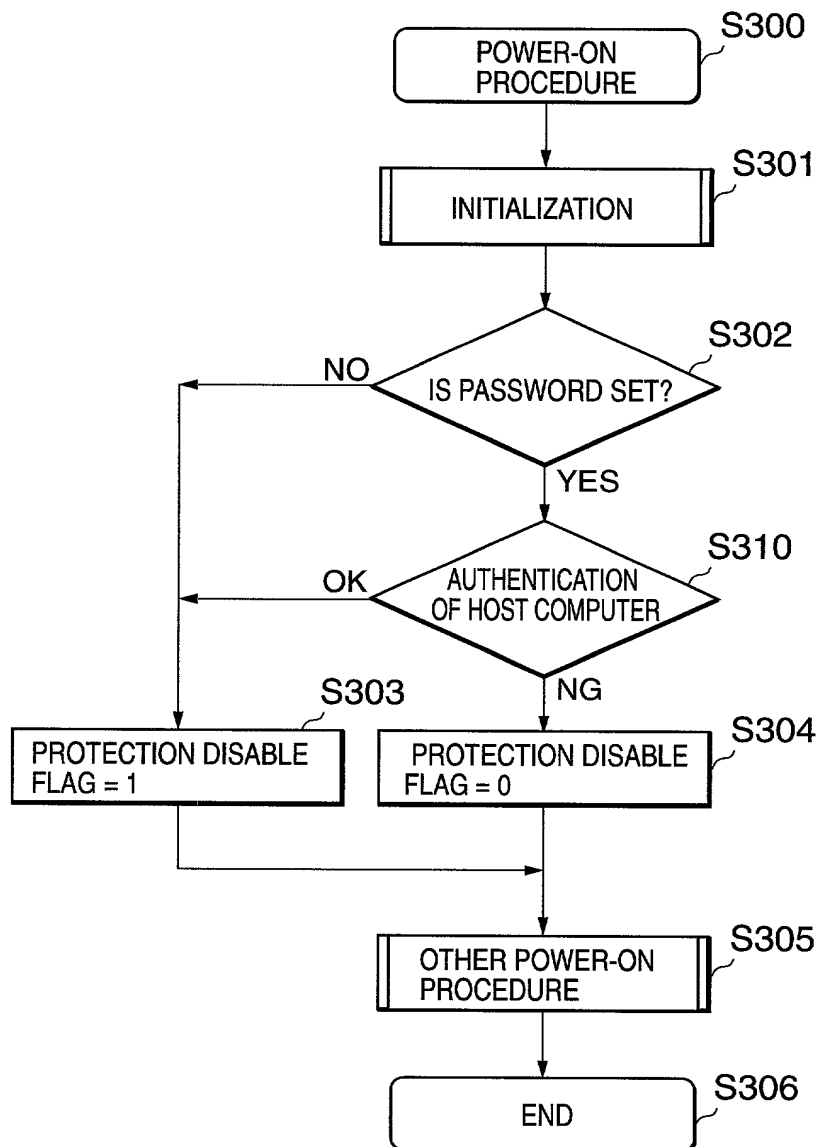 S300
POWER-ON
PROCEDURE
S301
INITIALIZATION
S302
NO
IS PASSWORD SET?
YES
S310
OK
AUTHENTICATION
OF HOST COMPUTER
NG
S303
PROTECTION DISABLE
FLAG = 1
S304
PROTECTION DISABLE
FLAG = 0
S305
OTHER POWER-ON
PROCEDURE
S306
END